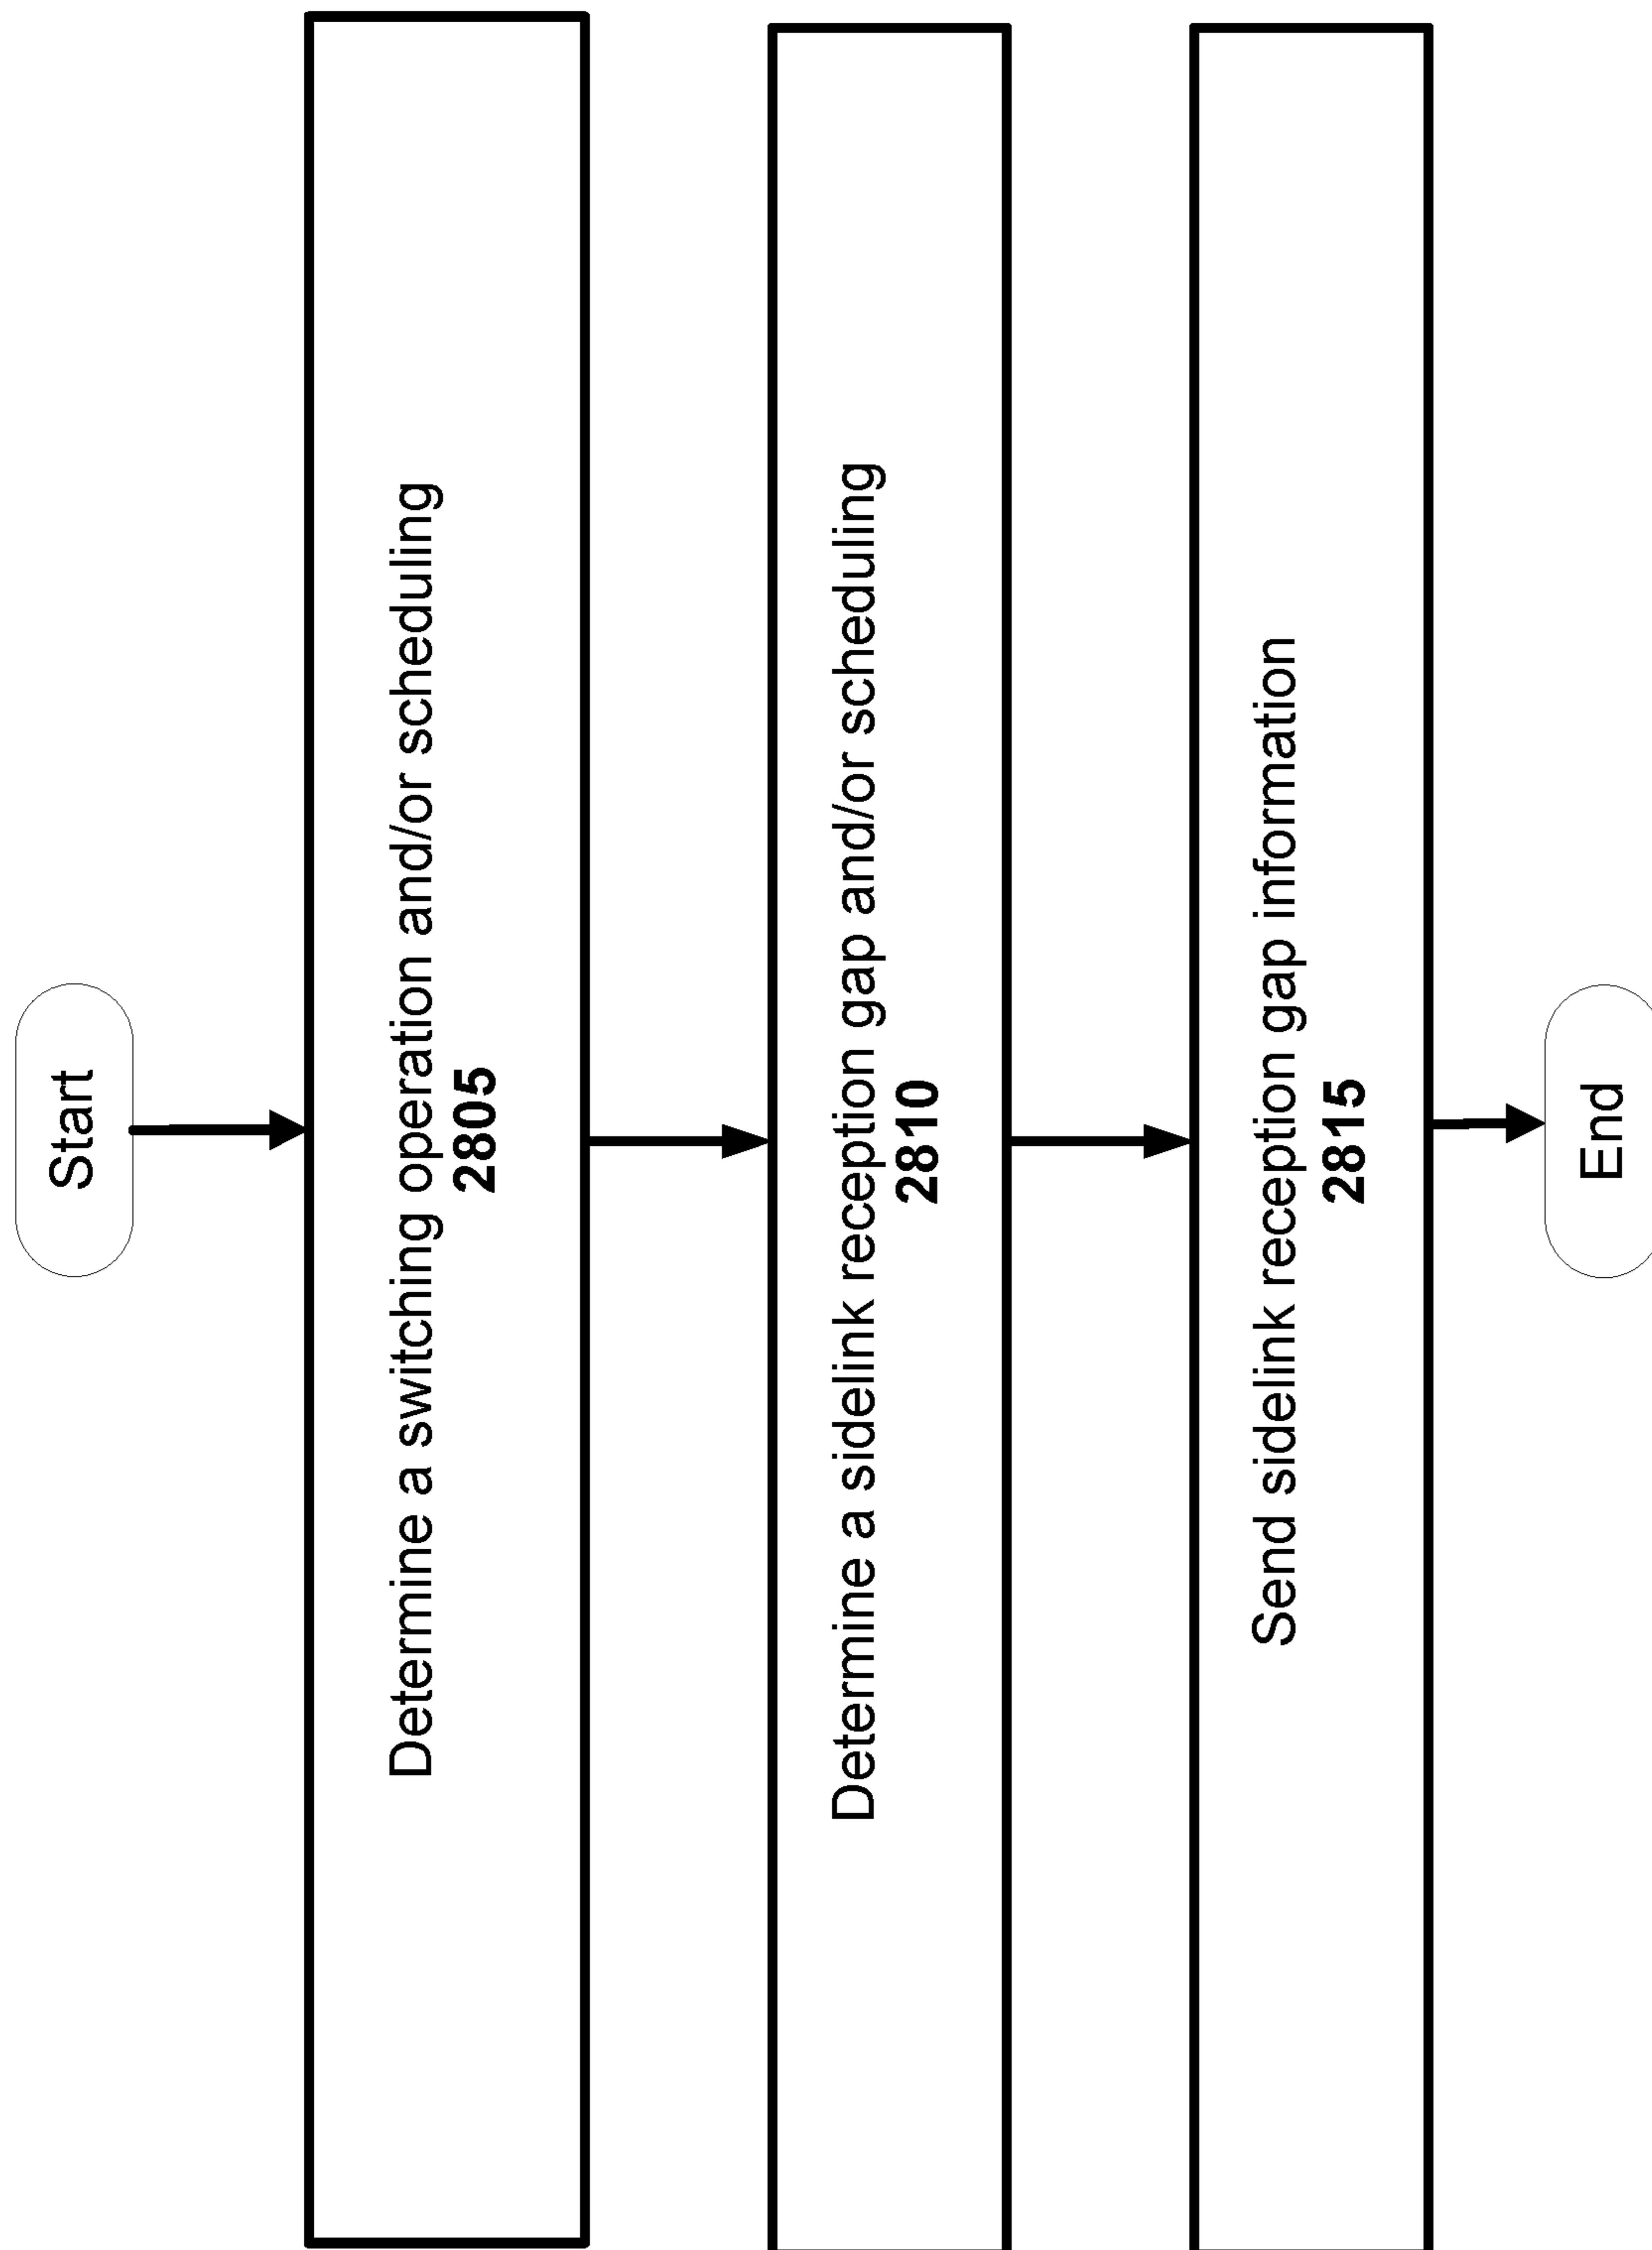 Start
Determine a switching operation and/or scheduling
2805
Determine a sidelink reception gap and/or scheduling
2810
Send sidelink reception gap information
2815
End